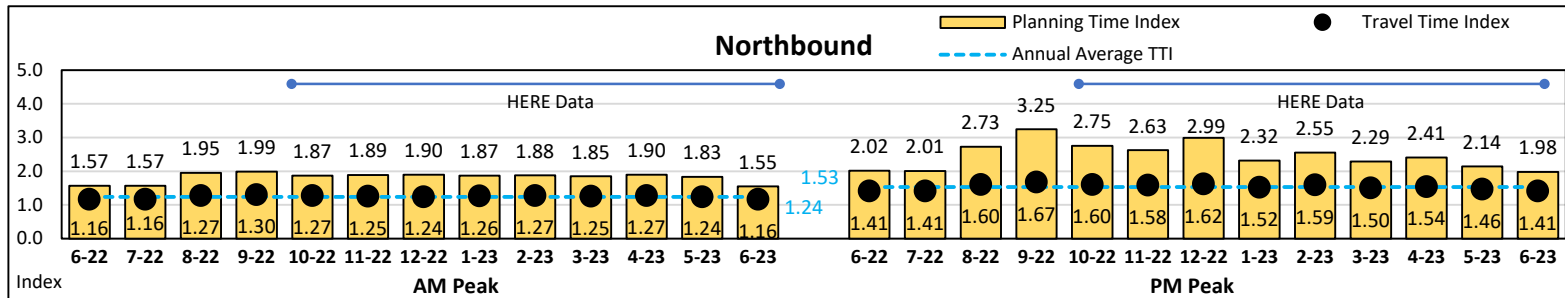 Planning Time Index
Travel Time Index
Northbound
Annual Average TTI
5.0
4.0
3.0
2.0
1.0
0.0
HERE Data
HERE Data
1.57 1.57 1.95 1.99 1.87 1.89 1.90 1.87 1.88 1.85 1.90 1.83 1.55
1.53
2.02 2.01 2.73 3.25 2.75 2.63 2.99 2.32 2.55 2.29 2.41 2.14 1.98
1.24
1.16 1.16 1.27 1.30 1.27 1.25 1.24 1.26 1.27 1.25 1.27 1.24 1.16
1.41 1.41 1.60 1.67 1.60 1.58 1.62 1.52 1.59 1.50 1.54 1.46 1.41
6-22 7-22 8-22 9-22 10-22 11-22 12-22 1-23 2-23 3-23 4-23 5-23 6-23
6-22 7-22 8-22 9-22 10-22 11-22 12-22 1-23 2-23 3-23 4-23 5-23 6-23
Index
AM Peak
PM Peak